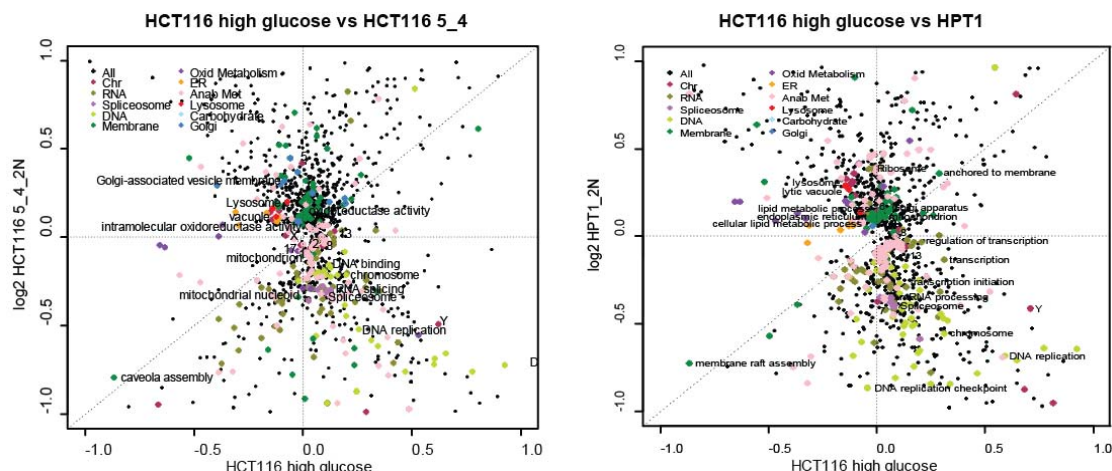 HCT116 high glucose vs HCT116 5_4
log2 HCT116 5_4_2N
1.0
0.5
0.0
-0.5
-1.0
All
Chr
RNA
Spliceosome
DNA
Membrane
Oxid Metabolism
ER
Anab Met
Lysosome
Carbohydrate
Golgi
Golgi-associated vesicle membrane
Lysosome
vacuole
intramolecular oxidoreductase activity
mitochondrion
DNA binding
chromosome
mitochondrial nucleoid
RNA splicing
Spliceosome
DNA replication
Y
D
caveola assembly
-1.0
-0.5
0.0
0.5
1.0
HCT116 high glucose
HCT116 high glucose vs HPT1
log2 HPT1_2N
1.0
0.5
0.0
-0.5
-1.0
All
Chr
RNA
Spliceosome
DNA
Membrane
Oxid Metabolism
ER
Anab Met
Lysosome
Carbohydrate
Golgi
Ribosome
anchored to membrane
lysosome
lytic vacuole
lipid metabolic process
apparatus
endoplasmic reticulum
cellular lipid metabolic process
regulation of transcription
13
transcription
transcription initiation
RNA processing
Spliceosome
Y
chromosome
DNA replication
membrane raft assembly
DNA replication checkpoint
-1.0
-0.5
0.0
0.5
1.0
HCT116 high glucose